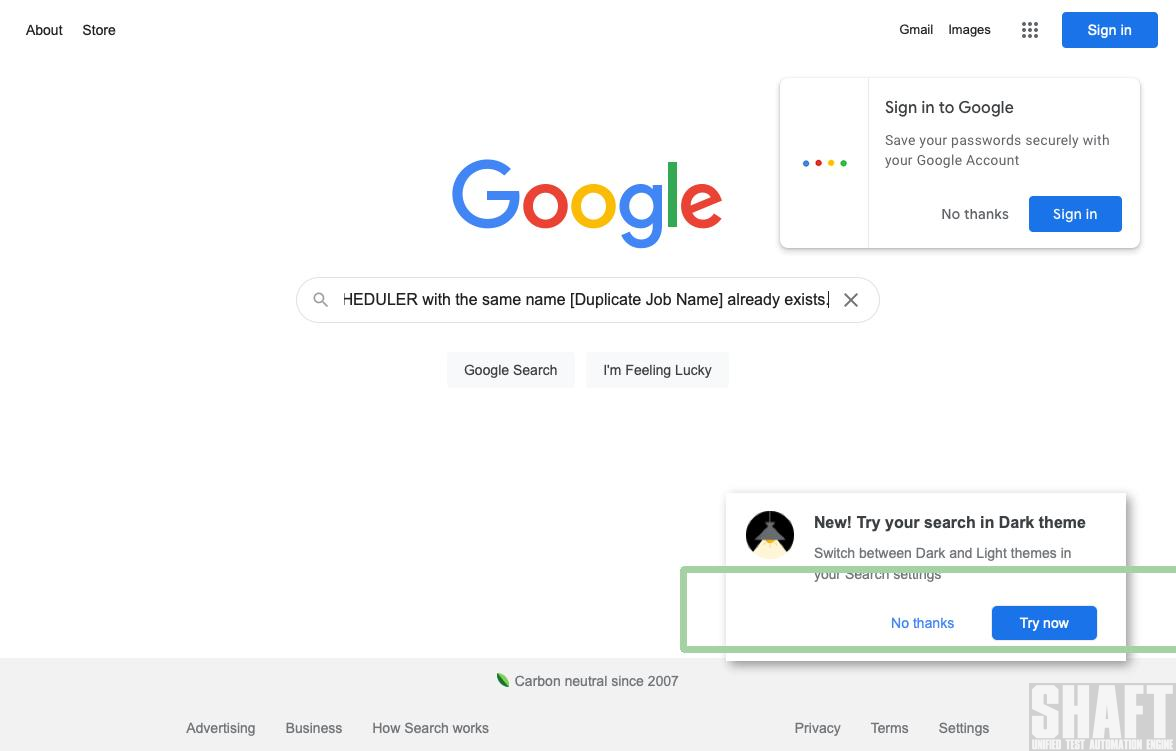 About Store Gmail Images Sign in
Sign in to Google
Save your passwords securely with
your Google Account
No thanks Sign in
Google
HEDULER with the same name [Duplicate Job Name] already exists.
Google Search I'm Feeling Lucky
New! Try your search in Dark theme
Switch between Dark and Light themes in
your Search settings
No thanks Try now
Carbon neutral since 2007
Advertising Business How Search works Privacy Terms Settings
SHAFT
UNIFIED TEST AUTOMATION ENGINE